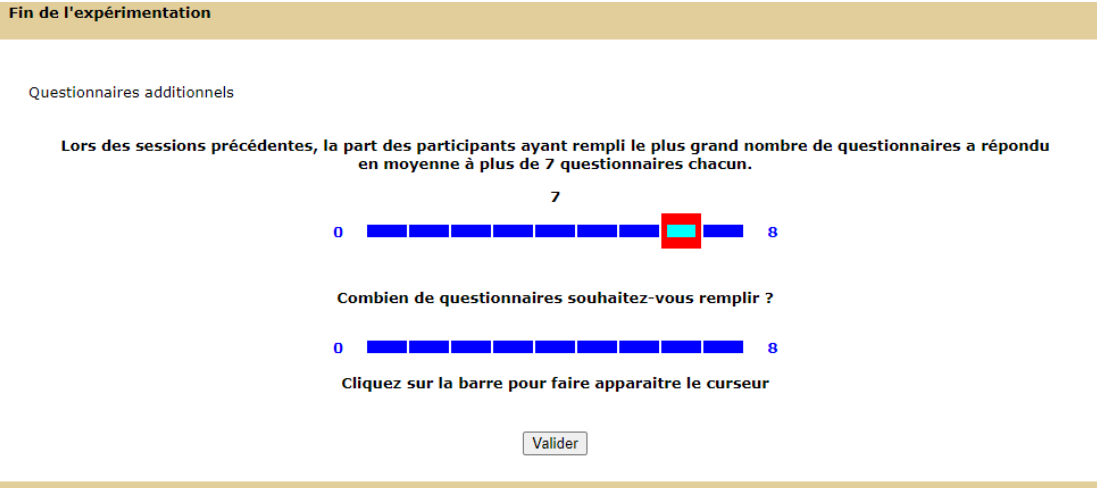 Fin de l'expérimentation
Questionnaires additionnels
Lors des sessions précédentes, la part des participants ayant rempli le plus grand nombre de questionnaires a répondu
en moyenne à plus de 7 questionnaires chacun.
7
0 8
Combien de questionnaires souhaitez-vous remplir ?
0 8
Cliquez sur la barre pour faire apparaitre le curseur
Valider